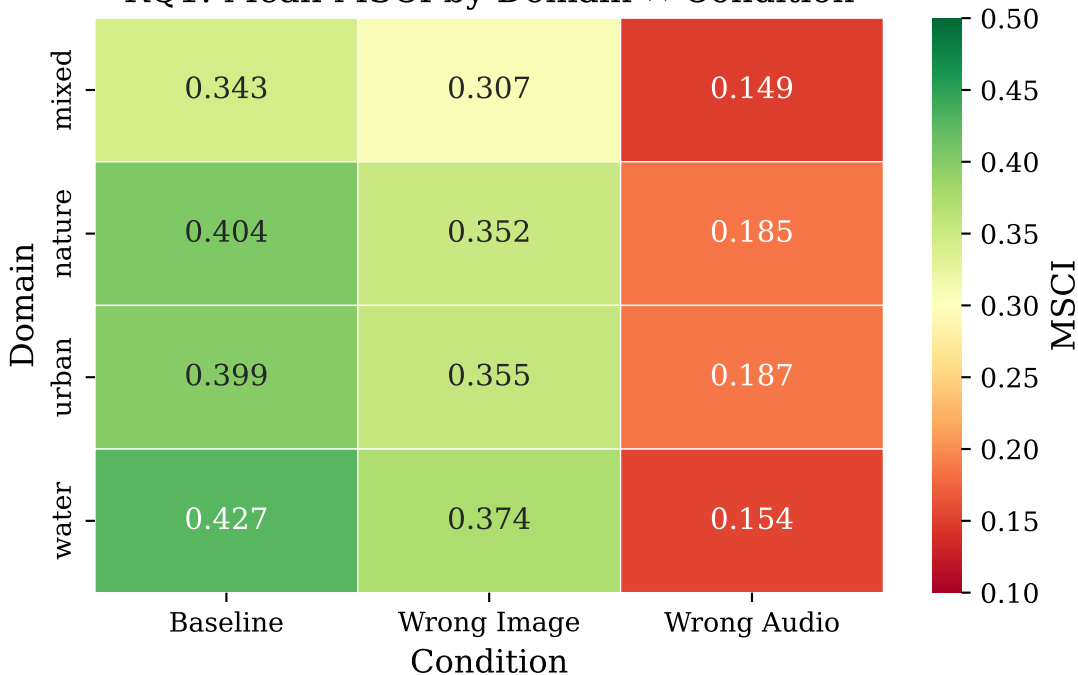 0.50
mixed 0.343 0.307 0.149
0.45
0.40
nature 0.404 0.352 0.185
0.35
Domain
0.30
MSCI
urban 0.399 0.355 0.187
0.25
0.20
water 0.427 0.374 0.154
0.15
0.10
Baseline Wrong Image Wrong Audio
Condition